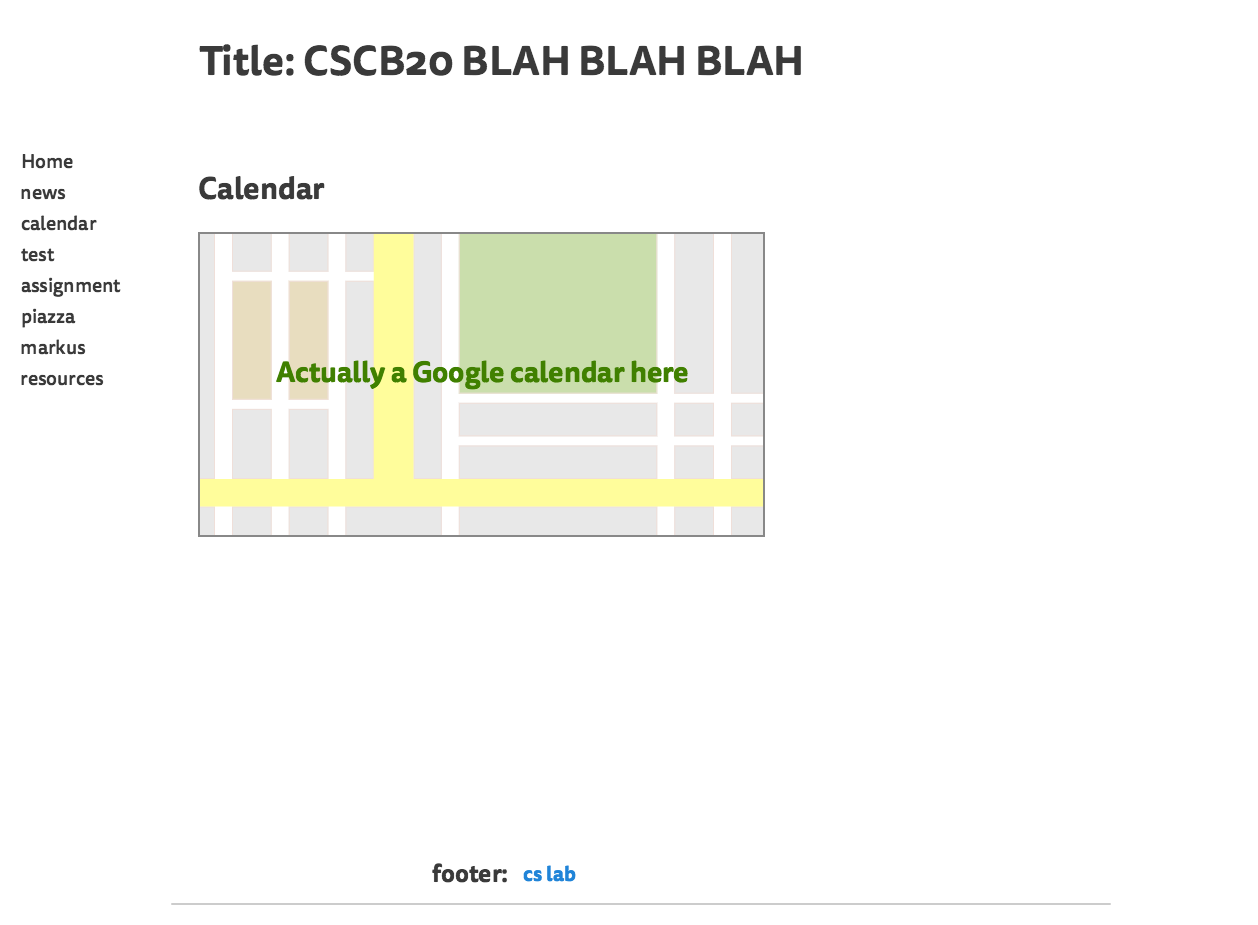 Title: CSCB20 BLAH BLAH BLAH
Home
news
calendar
test
assignment
piazza
markus
resources
Calendar
Actually a Google calendar here
footer: cs lab